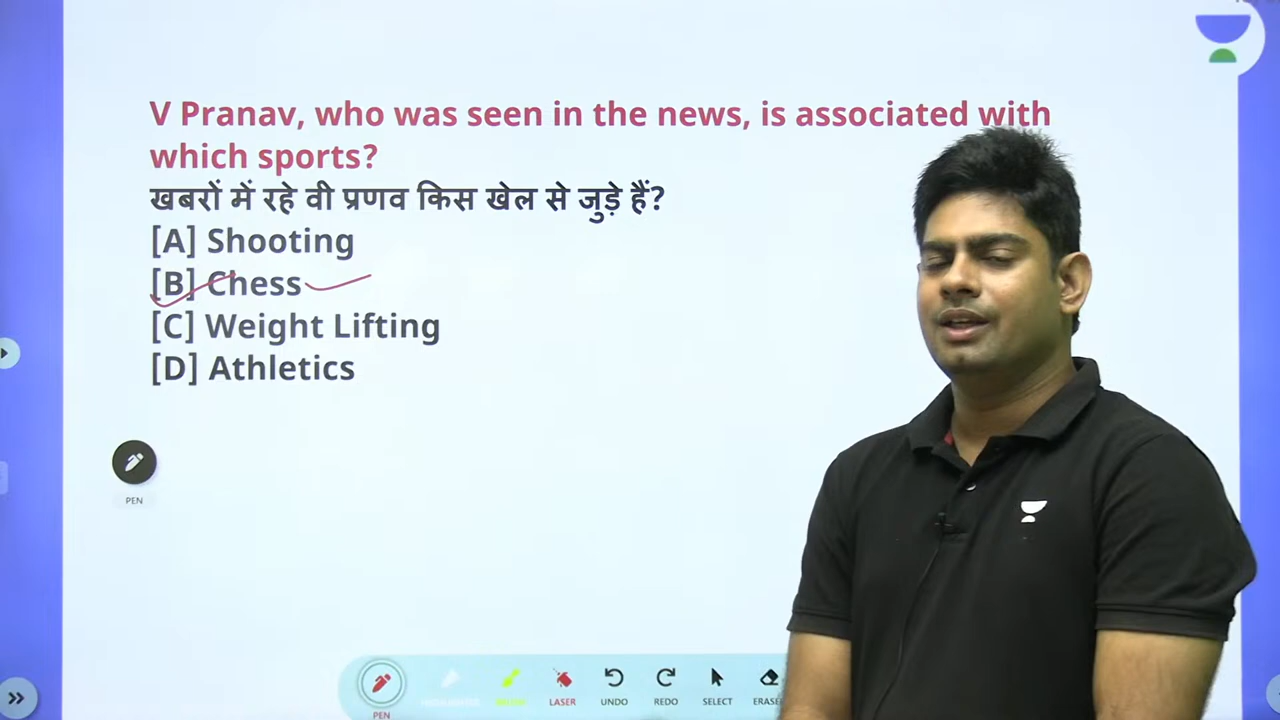 V Pranav, who was seen in the news, is associated with
which sports?
खबरों में रहे वी प्रणव किस खेल से जुड़े हैं?
[A] Shooting
[B] Chess
[C] Weight Lifting
[D] Athletics
PEN
PEN
LASER
UNDO
REDO
SELECT